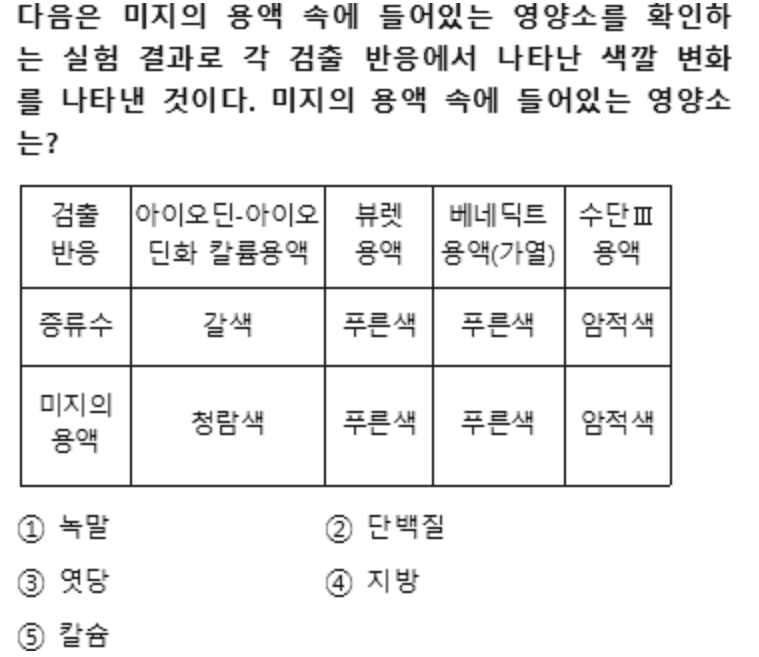 다음은 미지의 용액 속에 들어있는 영양소를 확인하
는 실험 결과로 각 검출 반응에서 나타난 색깔 변화
를 나타낸 것이다. 미지의 용액 속에 들어있는 영양소
는?
검출 반응 아이오딘-아이오딘화 칼륨용액 뷰렛 용액 베네딕트 용액(가열) 수단Ⅲ 용액
증류수 갈색 푸른색 푸른색 암적색
미지의 용액 청람색 푸른색 푸른색 암적색
① 녹말 ② 단백질
③ 엿당 ④ 지방
⑤ 칼슘